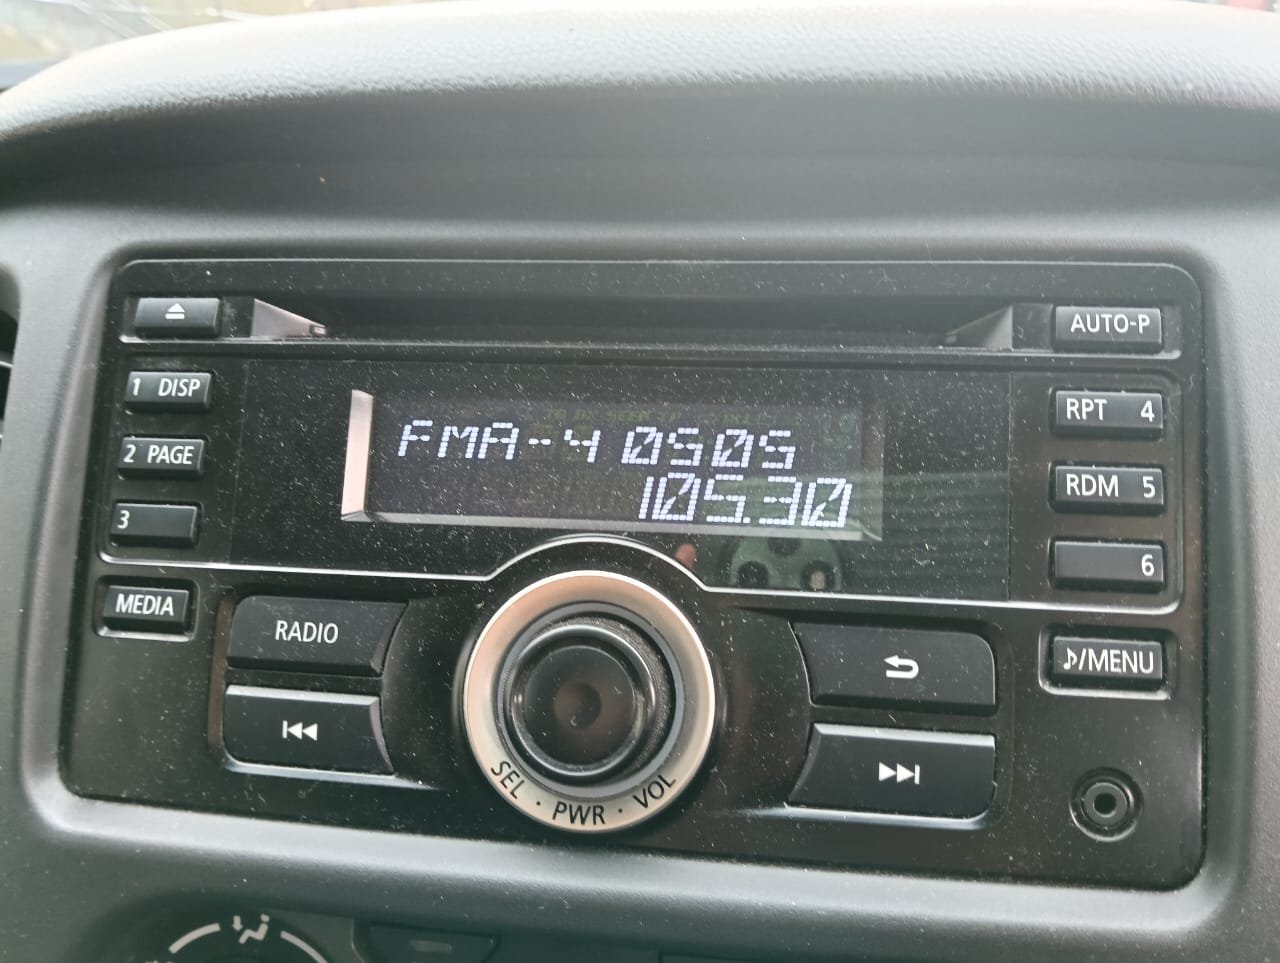 AUTO-P
1 DISP
2 PAGE
3
FMA-4 0505
105.30
RPT 4
RDM 5
6
MEDIA
RADIO
♪/MENU
SEL · PWR · VOL